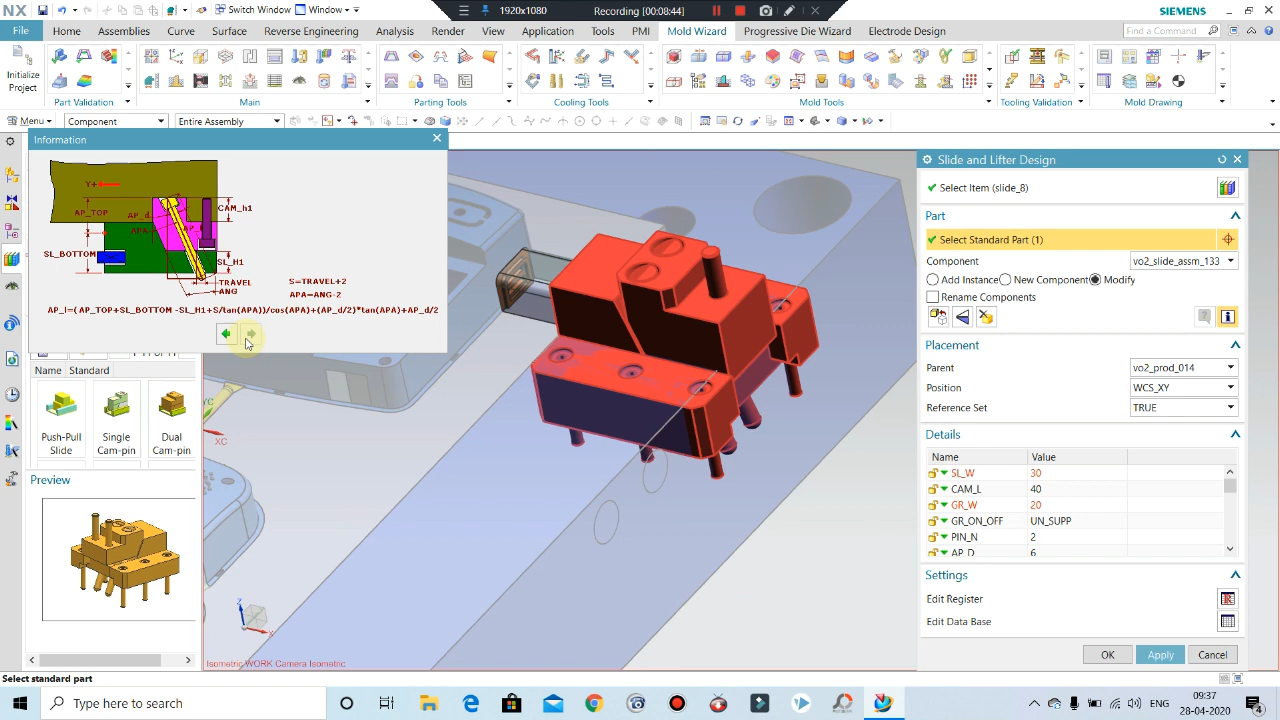 NX
Switch Window
Window
1920x1080
Recording [00:08:44]
SIEMENS
File
Home
Assemblies
Curve
Surface
Reverse Engineering
Analysis
Render
View
Application
Tools
PMI
Mold Wizard
Progressive Die Wizard
Electrode Design
Find a Command
Initialize
Project
Part Validation
Main
Parting Tools
Cooling Tools
Mold Tools
Tooling Validation
Mold Drawing
Menu
Component
Entire Assembly
Information
Y+
AP_TOP
AP_d
CAM_h1
SL_BOTTOM
SL_H1
TRAVEL
ANG
S=TRAVEL+2
APA=ANG-2
AP_l=( AP_TOP+SL_BOTTOM -SL_H1+S/tan(APA))/cos(APA)+(AP_d/2)*tan(APA)+AP_d/2
Name
Standard
Push-Pull
Slide
Single
Cam-pin
Dual
Cam-pin
Preview
YC
XC
Z
X
Isometric WORK Camera Isometric
Slide and Lifter Design
Select Item (slide_8)
Part
Select Standard Part (1)
Component
vo2_slide_assm_133
Add Instance
New Component
Modify
Rename Components
Placement
Parent
vo2_prod_014
Position
WCS_XY
Reference Set
TRUE
Details
Name Value
SL_W 30
CAM_L 40
GR_W 20
GR_ON_OFF UN_SUPP
PIN_N 2
AP_D 6
Settings
Edit Register
Edit Data Base
OK
Apply
Cancel
Select standard part
Type here to search
ENG
09:37
28-04-2020
4